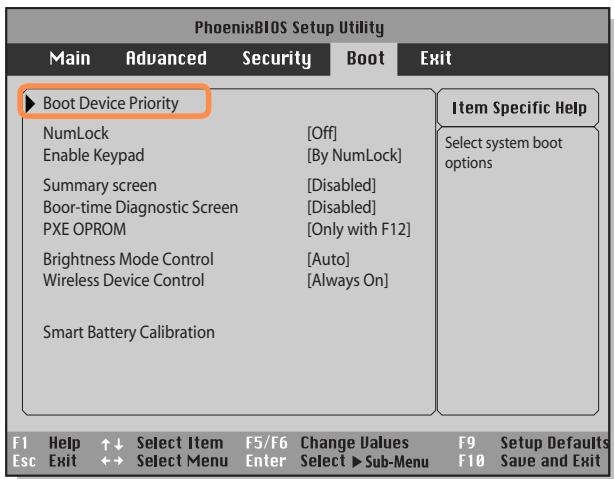 PhoenixBIOS Setup Utility
Main Advanced Security Boot Exit
Boot Device Priority
NumLock [Off]
Enable Keypad [By NumLock]
Summary screen [Disabled]
Boor-time Diagnostic Screen [Disabled]
PXE OPROM [Only with F12]
Brightness Mode Control [Auto]
Wireless Device Control [Always On]
Smart Battery Calibration
Item Specific Help
Select system boot
options
F1 Help ↑↓ Select Item F5/F6 Change Values F9 Setup Defaults
Esc Exit ←→ Select Menu Enter Select ▶ Sub-Menu F10 Save and Exit